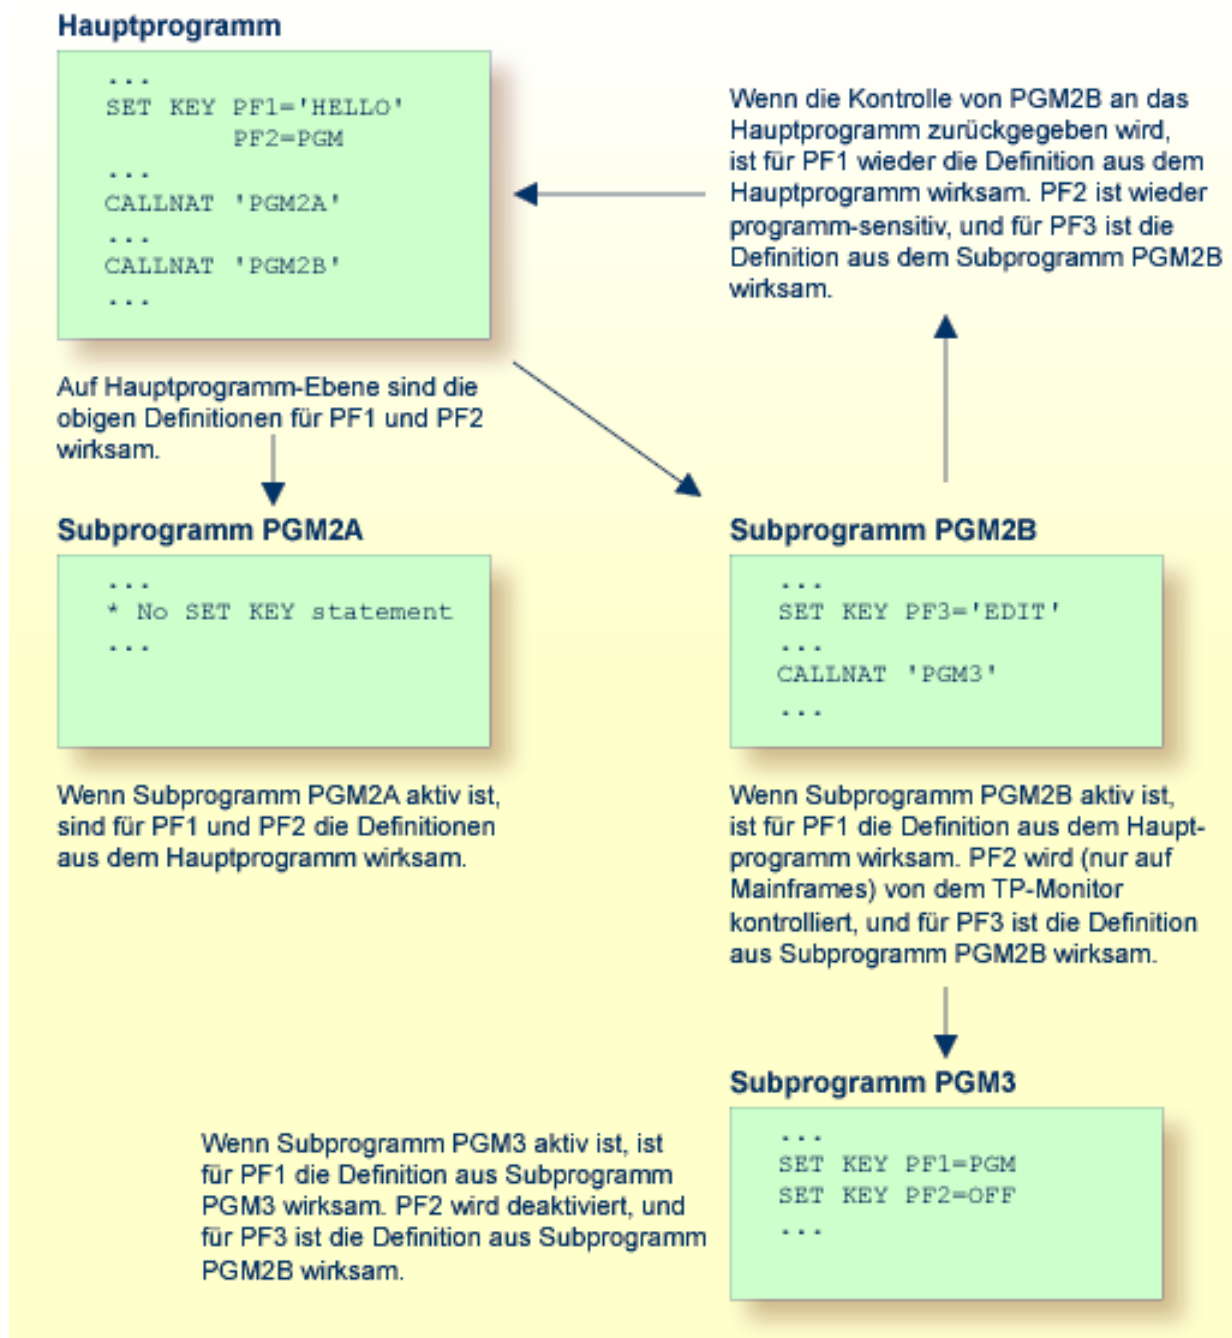 Hauptprogramm
...
SET KEY PF1='HELLO'
PF2=PGM
...
CALLNAT 'PGM2A'
...
CALLNAT 'PGM2B'
...
Wenn die Kontrolle von PGM2B an das
Hauptprogramm zurückgegeben wird,
ist für PF1 wieder die Definition aus dem
Hauptprogramm wirksam. PF2 ist wieder
programm-sensitiv, und für PF3 ist die
Definition aus dem Subprogramm PGM2B
wirksam.
Auf Hauptprogramm-Ebene sind die
obigen Definitionen für PF1 und PF2
wirksam.
Subprogramm PGM2A
...
* No SET KEY statement
...
Wenn Subprogramm PGM2A aktiv ist,
sind für PF1 und PF2 die Definitionen
aus dem Hauptprogramm wirksam.
Subprogramm PGM2B
...
SET KEY PF3='EDIT'
...
CALLNAT 'PGM3'
...
Wenn Subprogramm PGM2B aktiv ist,
ist für PF1 die Definition aus dem Haupt-
programm wirksam. PF2 wird (nur auf
Mainframes) von dem TP-Monitor
kontrolliert, und für PF3 ist die Definition
aus Subprogramm PGM2B wirksam.
Subprogramm PGM3
...
SET KEY PF1=PGM
SET KEY PF2=OFF
...
Wenn Subprogramm PGM3 aktiv ist, ist
für PF1 die Definition aus Subprogramm
PGM3 wirksam. PF2 wird deaktiviert, und
für PF3 ist die Definition aus Subprogramm
PGM2B wirksam.